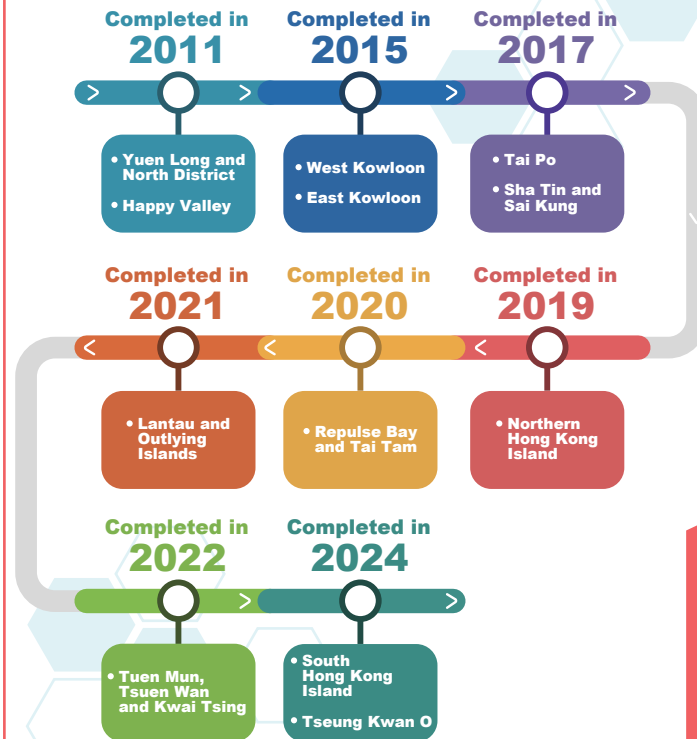 Completed in
2011
• Yuen Long and
North District
• Happy Valley
Completed in
2015
• West Kowloon
• East Kowloon
Completed in
2017
• Tai Po
• Sha Tin and
Sai Kung
Completed in
2019
• Northern
Hong Kong
Island
Completed in
2020
• Repulse Bay
and Tai Tam
Completed in
2021
• Lantau and
Outlying
Islands
Completed in
2022
• Tuen Mun,
Tsuen Wan
and Kwai Tsing
Completed in
2024
• South
Hong Kong
Island
• Tseung Kwan O